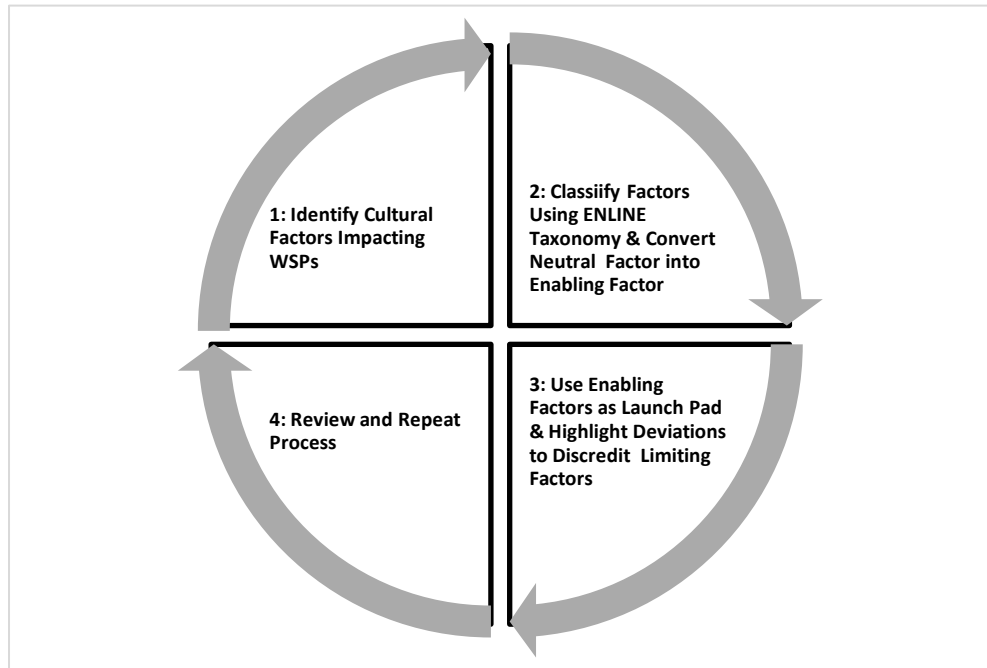 1: Identify Cultural
Factors Impacting
WSPs
2: Classiify Factors
Using ENLINE
Taxonomy & Convert
Neutral Factor into
Enabling Factor
3: Use Enabling
Factors as Launch Pad
& Highlight Deviations
to Discredit Limiting
Factors
4: Review and Repeat
Process